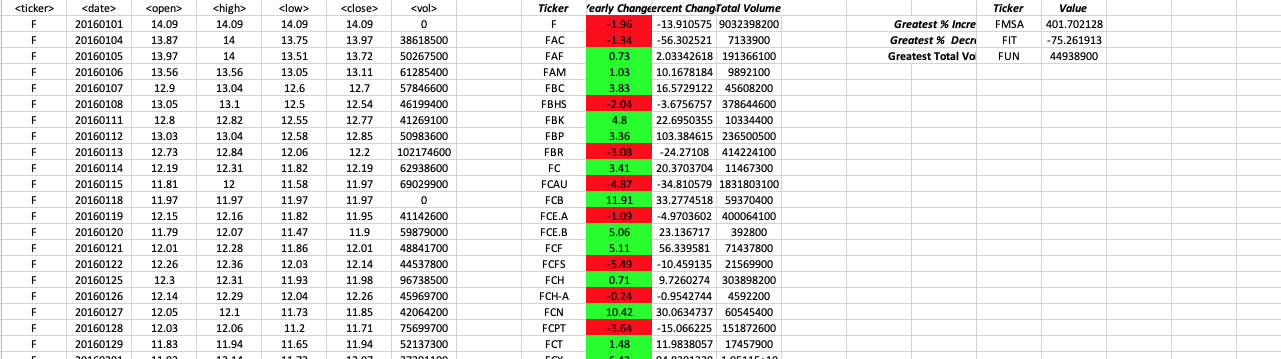 <ticker> <date> <open> <high> <low> <close> <vol> Ticker Yearly Change ercent Chang Total Volume Ticker Value
F 20160101 14.09 14.09 14.09 14.09 0 F -1.96 -13.910575 9032398200 Greatest % Incre FMSA 401.702128
F 20160104 13.87 14 13.75 13.97 38618500 FAC -1.34 -56.302521 7133900 Greatest % Decre FIT -75.261913
F 20160105 13.97 14 13.51 13.72 50267500 FAF 0.73 2.03342618 191366100 Greatest Total Vo FUN 44938900
F 20160106 13.56 13.56 13.05 13.11 61285400 FAM 1.03 10.1678184 9892100
F 20160107 12.9 13.04 12.6 12.7 57846600 FBC 3.83 16.5729122 45608200
F 20160108 13.05 13.1 12.5 12.54 46199400 FBHS -2.04 -3.6756757 378644600
F 20160111 12.8 12.82 12.55 12.77 41269100 FBK 4.8 22.6950355 10334400
F 20160112 13.03 13.04 12.58 12.85 50983600 FBP 3.36 103.384615 236500500
F 20160113 12.73 12.84 12.06 12.2 102174600 FBR -3.08 -24.27108 414224100
F 20160114 12.19 12.31 11.82 12.19 62938600 FC 3.41 20.3703704 11467300
F 20160115 11.81 12 11.58 11.97 69029900 FCAU -4.87 -34.810579 1831803100
F 20160118 11.97 11.97 11.97 11.97 0 FCB 11.91 33.2774518 59370400
F 20160119 12.15 12.16 11.82 11.95 41142600 FCE.A -1.09 -4.9703602 400064100
F 20160120 11.79 12.07 11.47 11.9 59879000 FCE.B 5.06 23.136717 392800
F 20160121 12.01 12.28 11.86 12.01 48841700 FCF 5.11 56.339581 71437800
F 20160122 12.26 12.36 12.03 12.14 44537800 FCFS -5.49 -10.459135 21569900
F 20160125 12.3 12.31 11.93 11.98 96738500 FCH 0.71 9.7260274 303898200
F 20160126 12.14 12.29 12.04 12.26 45969700 FCH-A -0.24 -0.9542744 4592200
F 20160127 12.05 12.1 11.73 11.85 42064200 FCN 10.42 30.0634737 60545400
F 20160128 12.03 12.06 11.2 11.71 75699700 FCPT -3.64 -15.066225 151872600
F 20160129 11.83 11.94 11.65 11.94 52137300 FCT 1.48 11.9838057 17457900